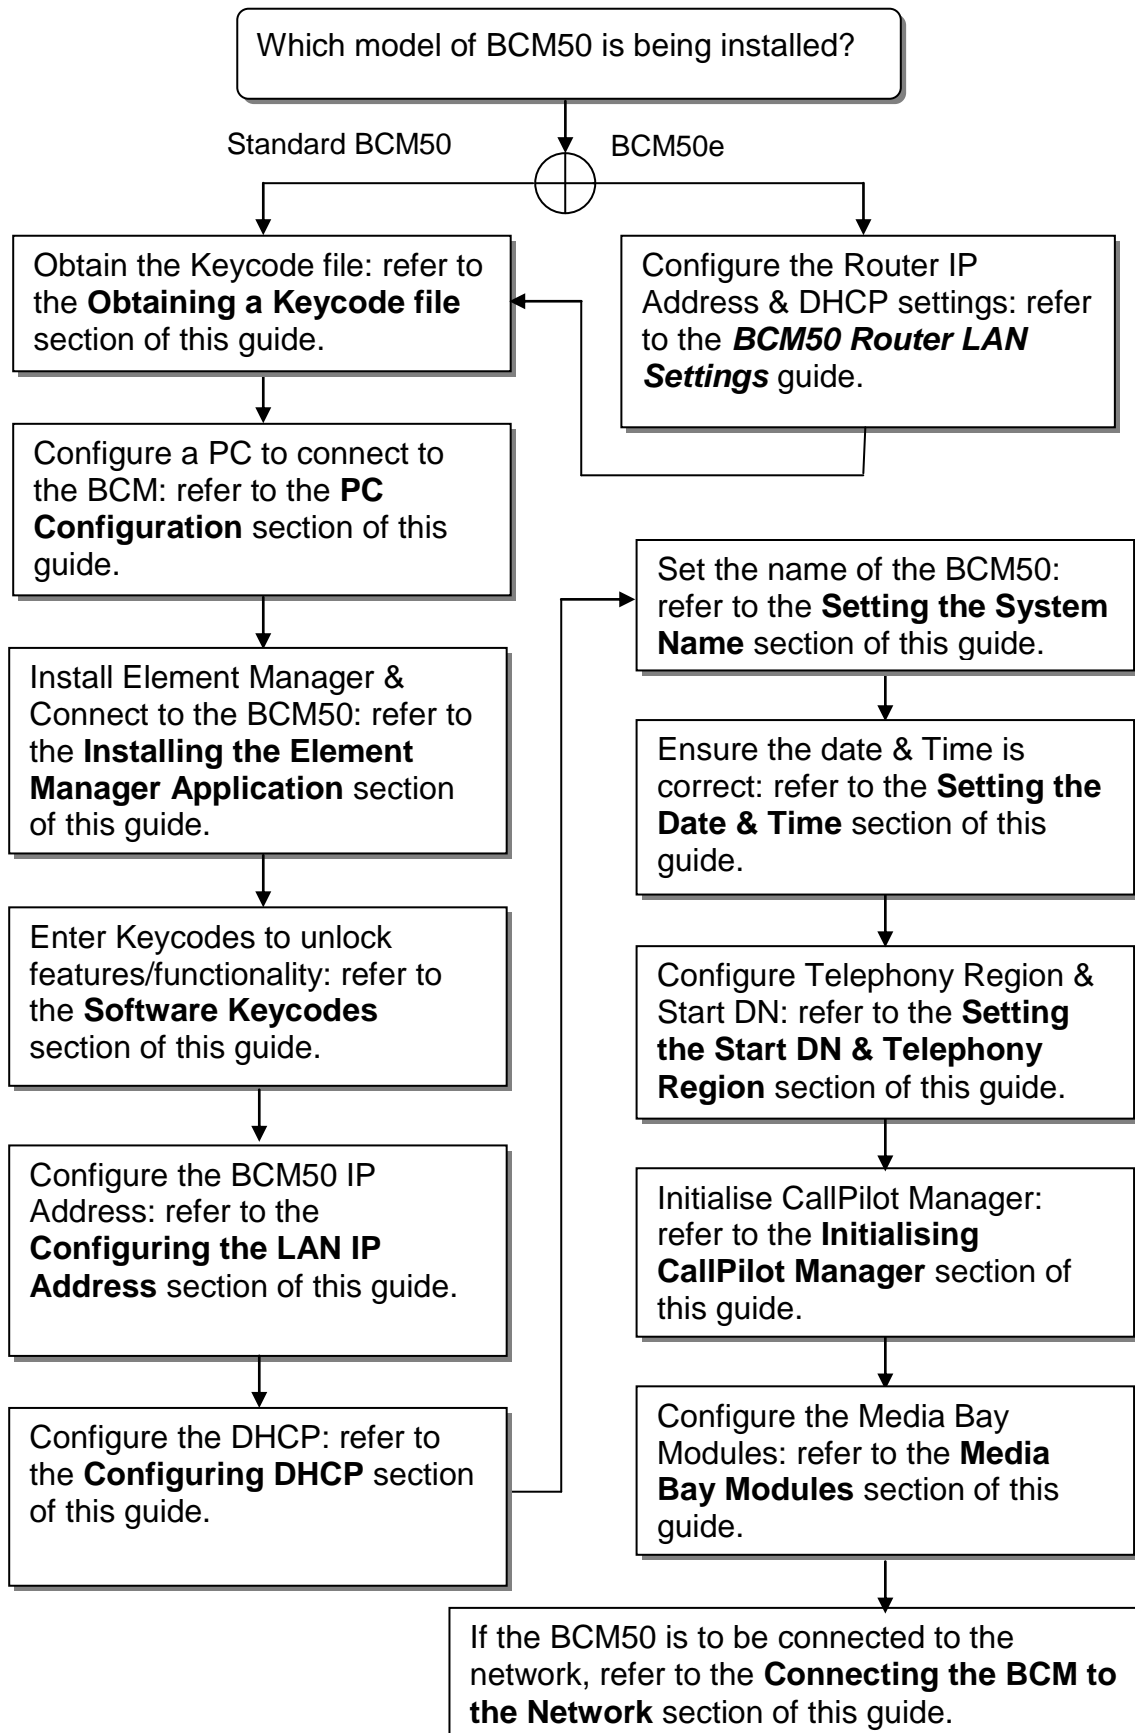 Which model of BCM50 is being installed?
Standard BCM50
BCM50e
Obtain the Keycode file: refer to
the Obtaining a Keycode file
section of this guide.
Configure the Router IP
Address & DHCP settings: refer
to the BCM50 Router LAN
Settings guide.
Configure a PC to connect to
the BCM: refer to the PC
Configuration section of this
guide.
Install Element Manager &
Connect to the BCM50: refer to
the Installing the Element
Manager Application section
of this guide.
Enter Keycodes to unlock
features/functionality: refer to
the Software Keycodes
section of this guide.
Configure the BCM50 IP
Address: refer to the
Configuring the LAN IP
Address section of this guide.
Configure the DHCP: refer to
the Configuring DHCP section
of this guide.
Set the name of the BCM50:
refer to the Setting the System
Name section of this guide.
Ensure the date & Time is
correct: refer to the Setting the
Date & Time section of this
guide.
Configure Telephony Region &
Start DN: refer to the Setting
the Start DN & Telephony
Region section of this guide.
Initialise CallPilot Manager:
refer to the Initialising
CallPilot Manager section of
this guide.
Configure the Media Bay
Modules: refer to the Media
Bay Modules section of this
guide.
If the BCM50 is to be connected to the
network, refer to the Connecting the BCM to
the Network section of this guide.